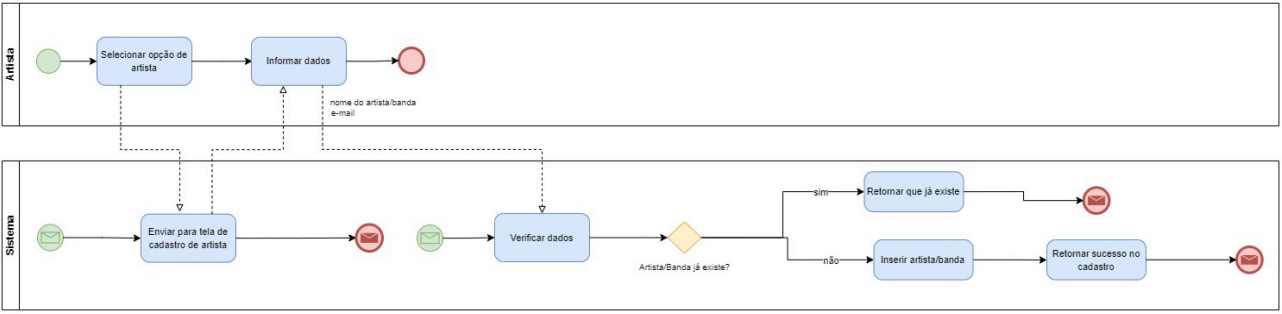 Artista
Selecionar opção de
artista
Informar dados
nome do artista/banda
e-mail
Sistema
Enviar para tela de
cadastro de artista
Verificar dados
Artista/Banda já existe?
sim
Retornar que já existe
não
Inserir artista/banda
Retornar sucesso no
cadastro